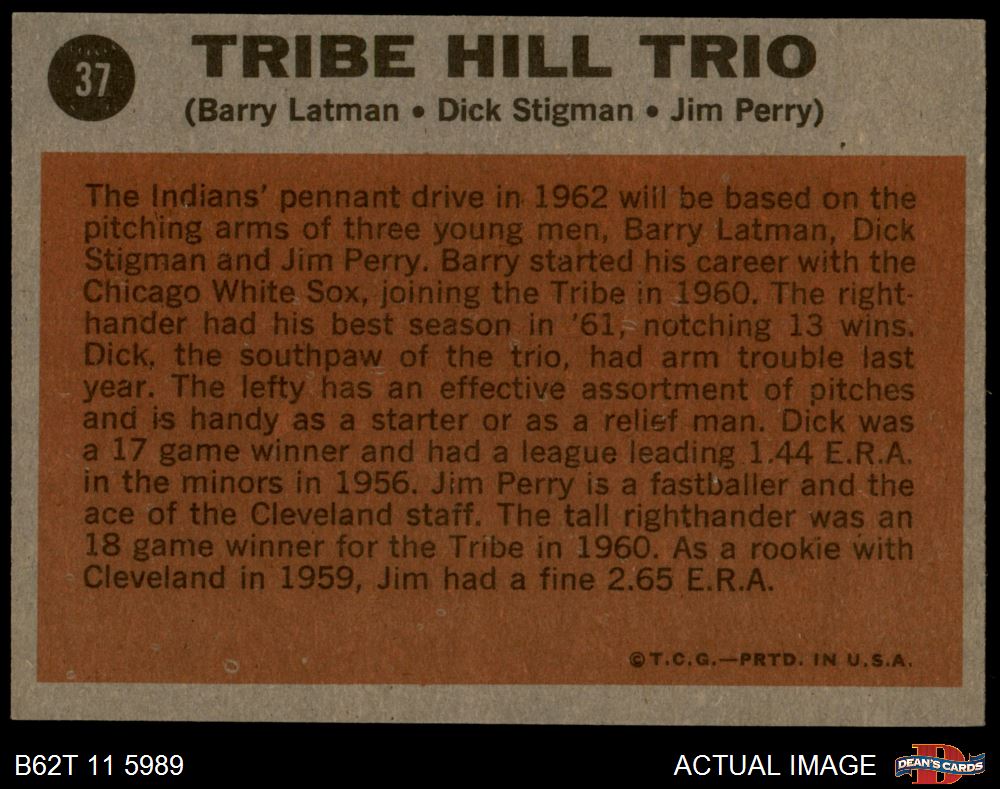 37
TRIBE HILL TRIO
(Barry Latman • Dick Stigman • Jim Perry)
The Indians' pennant drive in 1962 will be based on the
pitching arms of three young men, Barry Latman, Dick
Stigman and Jim Perry. Barry started his career with the
Chicago White Sox, joining the Tribe in 1960. The right-
hander had his best season in '61, notching 13 wins.
Dick, the southpaw of the trio, had arm trouble last
year. The lefty has an effective assortment of pitches
and is handy as a starter or as a relief man. Dick was
a 17 game winner and had a league leading 1.44 E.R.A.
in the minors in 1956. Jim Perry is a fastballer and the
ace of the Cleveland staff. The tall righthander was an
18 game winner for the Tribe in 1960. As a rookie with
Cleveland in 1959, Jim had a fine 2.65 E.R.A.
©T.C.G.—PRTD. IN U.S.A.
B62T 11 5989
ACTUAL IMAGE
D
DEAN'S CARDS